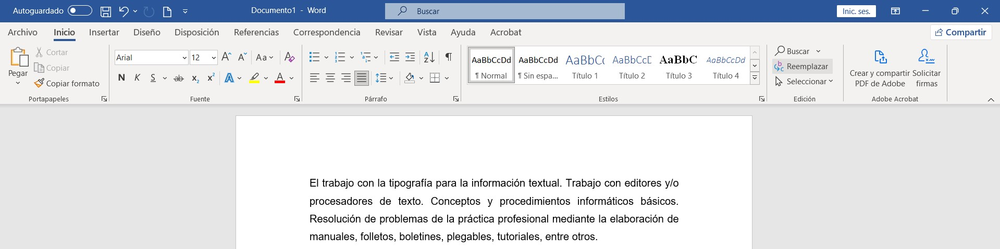 Autoguardado
Documento1 - Word
Buscar
Inic. ses.
Archivo Inicio Insertar Diseño Disposición Referencias Correspondencia Revisar Vista Ayuda Acrobat
Compartir
Pegar
Cortar
Copiar
Copiar formato
Portapapeles
Arial 12 Aa
N K S ab x2 x2 A A
Fuente
Párrafo
AaBbCcDd AaBbCcDd AaBbCc AaBbCcD AaBbC AaBbCcDd
¶ Normal ¶ Sin espa... Título 1 Título 2 Título 3 Título 4
Estilos
Buscar
Reemplazar
Seleccionar
Edición
Crear y compartir PDF de Adobe
Solicitar firmas
Adobe Acrobat
El trabajo con la tipografía para la información textual. Trabajo con editores y/o
procesadores de texto. Conceptos y procedimientos informáticos básicos.
Resolución de problemas de la práctica profesional mediante la elaboración de
manuales, folletos, boletines, plegables, tutoriales, entre otros.